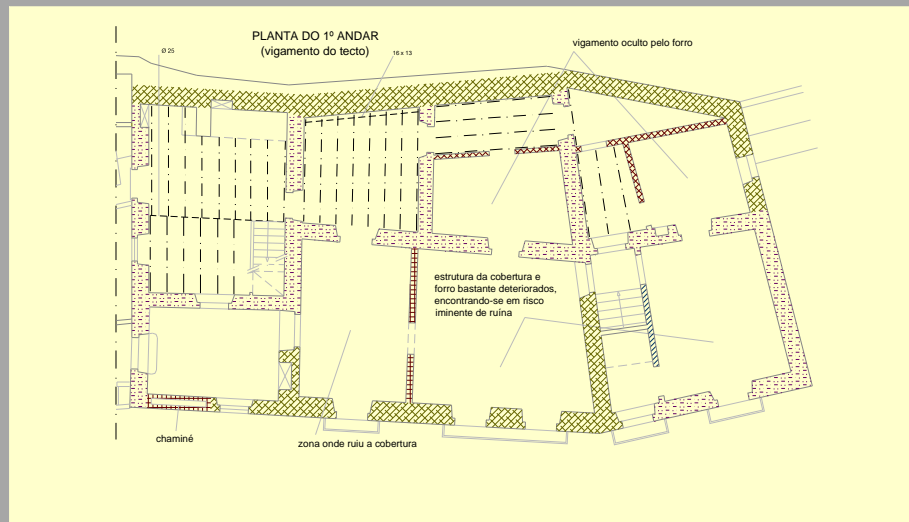 PLANTA DO 1º ANDAR
(vigamento do tecto)
Ø 25
16 x 13
vigamento oculto pelo forro
estrutura da cobertura e
forro bastante deteriorados,
encontrando-se em risco
iminente de ruína
chaminé
zona onde ruiu a cobertura